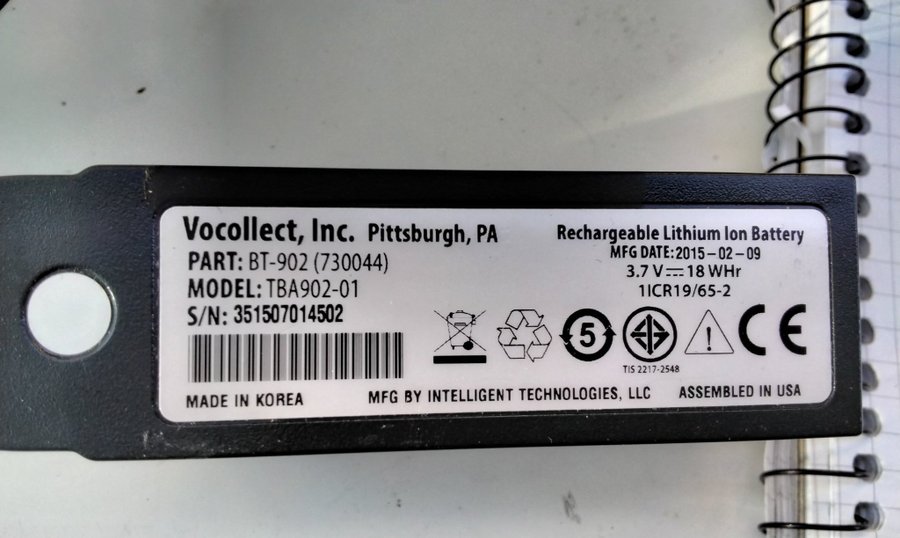 Vocollect, Inc. Pittsburgh, PA
PART: BT-902 (730044)
MODEL: TBA902-01
S/N: 351507014502
Rechargeable Lithium Ion Battery
MFG DATE: 2015-02-09
3.7 V⎓18 WHr
1ICR19/65-2
5
TIS 2217-2548
CE
MADE IN KOREA
MFG BY INTELLIGENT TECHNOLOGIES, LLC
ASSEMBLED IN USA